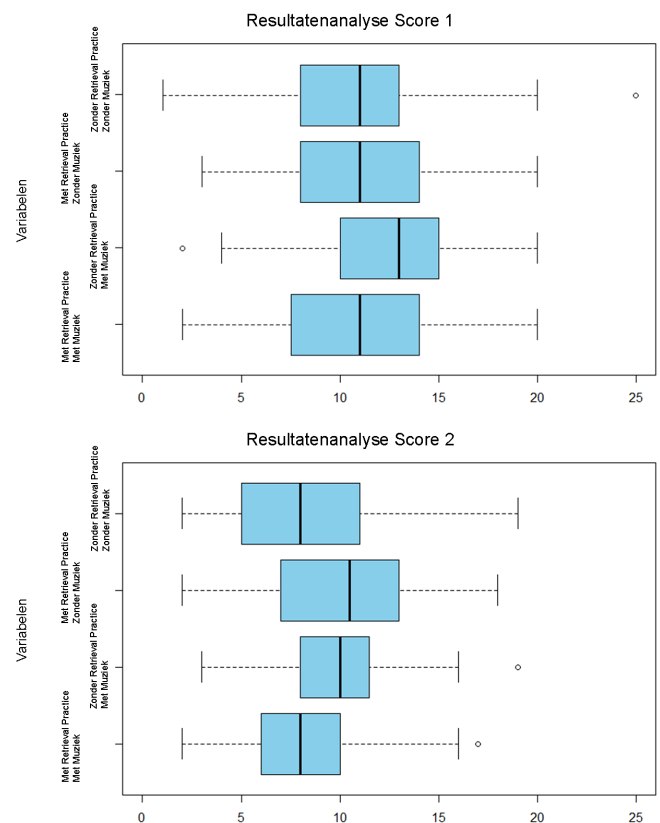 Resultatenanalyse Score 1
Variabelen
Zonder Retrieval Practice
Zonder Muziek
Met Retrieval Practice
Zonder Muziek
Zonder Retrieval Practice
Met Muziek
Met Retrieval Practice
Met Muziek
0 5 10 15 20 25
Resultatenanalyse Score 2
Variabelen
Zonder Retrieval Practice
Zonder Muziek
Met Retrieval Practice
Zonder Muziek
Zonder Retrieval Practice
Met Muziek
Met Retrieval Practice
Met Muziek
0 5 10 15 20 25